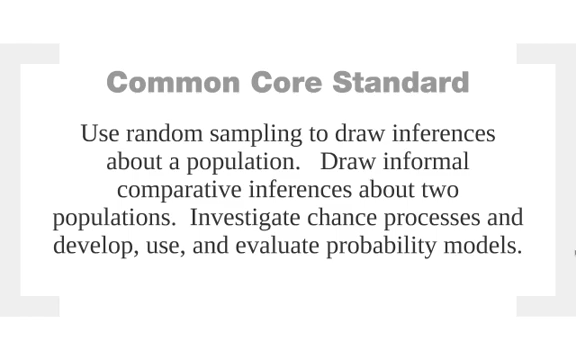 Common Core Standard
Use random sampling to draw inferences
about a population.   Draw informal
comparative inferences about two
populations.  Investigate chance processes and
develop, use, and evaluate probability models.